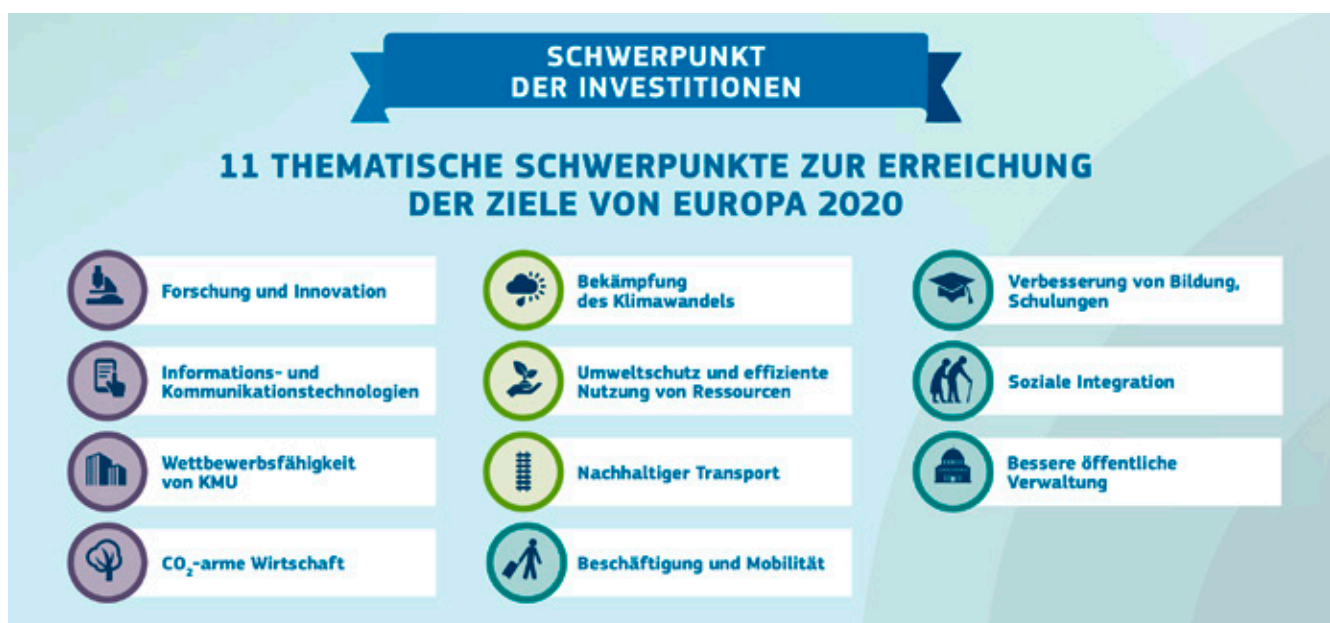 SCHWERPUNKT
DER INVESTITIONEN
11 THEMATISCHE SCHWERPUNKTE ZUR ERREICHUNG
DER ZIELE VON EUROPA 2020
Forschung und Innovation
Informations- und
Kommunikationstechnologien
Wettbewerbsfähigkeit
von KMU
CO₂-arme Wirtschaft
Bekämpfung
des Klimawandels
Umweltschutz und effiziente
Nutzung von Ressourcen
Nachhaltiger Transport
Beschäftigung und Mobilität
Verbesserung von Bildung,
Schulungen
Soziale Integration
Bessere öffentliche
Verwaltung